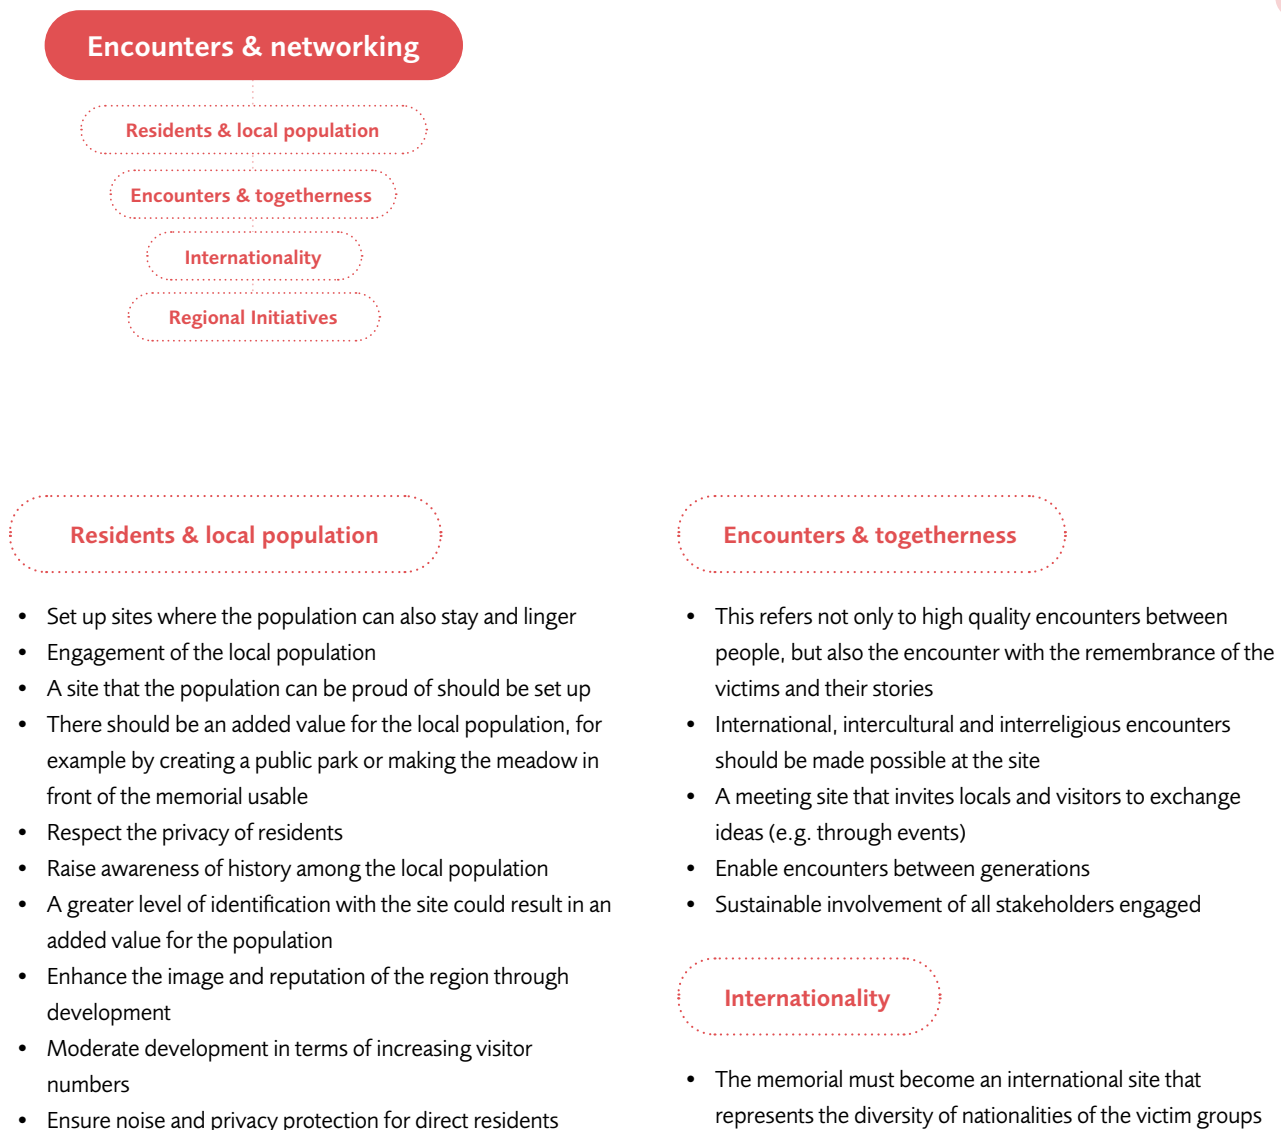 Encounters & networking
Residents & local population
Encounters & togetherness
Internationality
Regional Initiatives
Residents & local population
• Set up sites where the population can also stay and linger
• Engagement of the local population
• A site that the population can be proud of should be set up
• There should be an added value for the local population, for
example by creating a public park or making the meadow in
front of the memorial usable
• Respect the privacy of residents
• Raise awareness of history among the local population
• A greater level of identification with the site could result in an
added value for the population
• Enhance the image and reputation of the region through
development
• Moderate development in terms of increasing visitor
numbers
• Ensure noise and privacy protection for direct residents
Encounters & togetherness
• This refers not only to high quality encounters between
people, but also the encounter with the remembrance of the
victims and their stories
• International, intercultural and interreligious encounters
should be made possible at the site
• A meeting site that invites locals and visitors to exchange
ideas (e.g. through events)
• Enable encounters between generations
• Sustainable involvement of all stakeholders engaged
Internationality
• The memorial must become an international site that
represents the diversity of nationalities of the victim groups